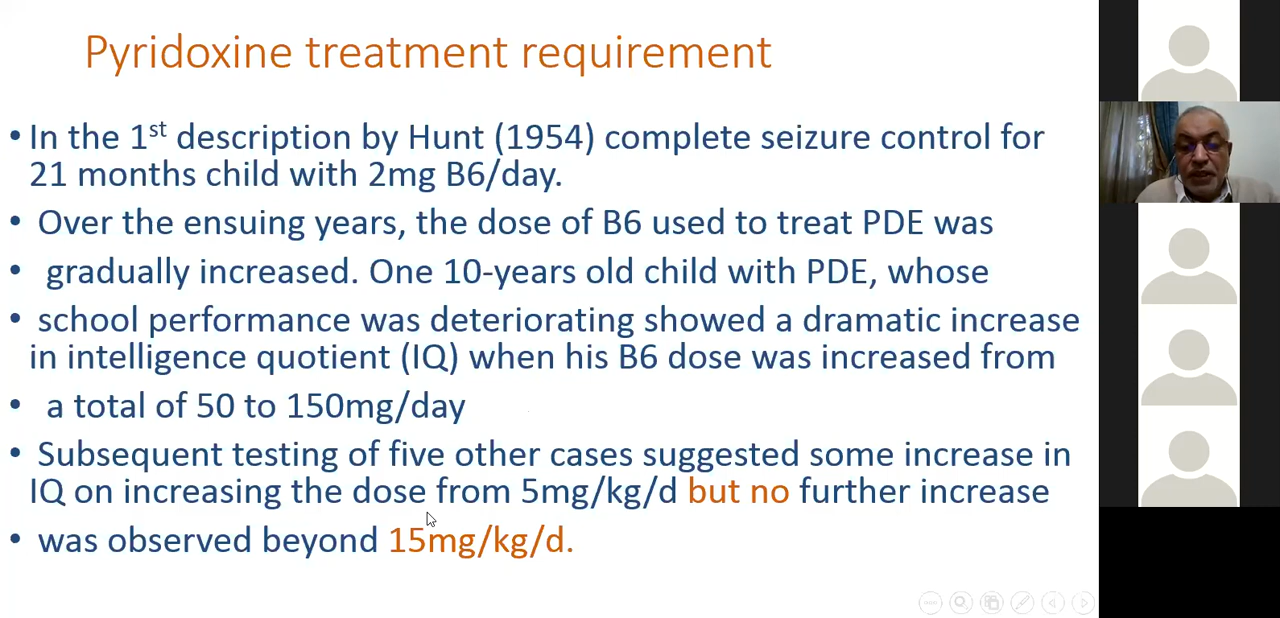 Pyridoxine treatment requirement
• In the 1st description by Hunt (1954) complete seizure control for
21 months child with 2mg B6/day.
• Over the ensuing years, the dose of B6 used to treat PDE was
• gradually increased. One 10-years old child with PDE, whose
• school performance was deteriorating showed a dramatic increase
in intelligence quotient (IQ) when his B6 dose was increased from
• a total of 50 to 150mg/day
• Subsequent testing of five other cases suggested some increase in
IQ on increasing the dose from 5mg/kg/d but no further increase
• was observed beyond 15mg/kg/d.